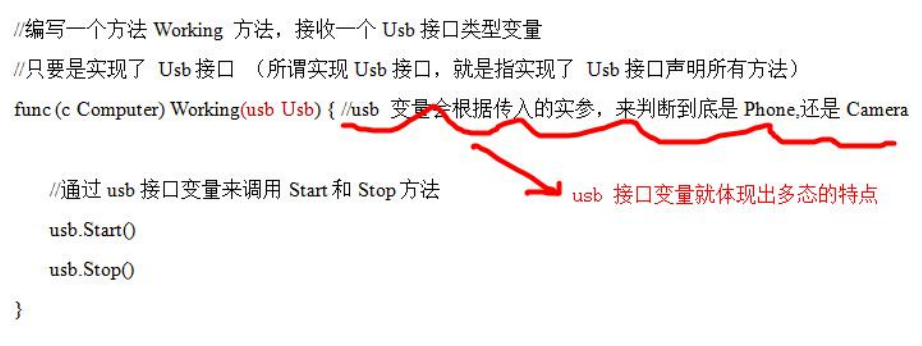 //编写一个方法 Working 方法，接收一个 Usb 接口类型变量
//只要是实现了 Usb 接口 （所谓实现 Usb 接口，就是指实现了 Usb 接口声明所有方法）
func (c Computer) Working(usb Usb) { //usb 变量会根据传入的实参，来判断到底是 Phone,还是 Camera
//通过 usb 接口变量来调用 Start 和 Stop 方法
usb 接口变量就体现出多态的特点
usb.Start()
usb.Stop()
}